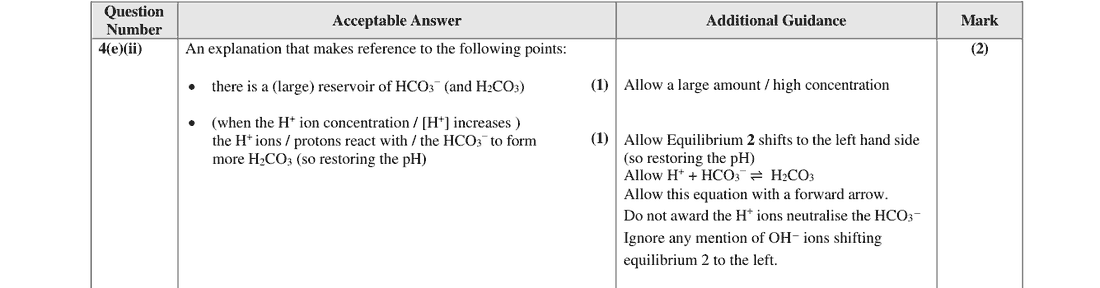 Question Number Acceptable Answer Additional Guidance Mark
4(e)(ii) An explanation that makes reference to the following points: (2)
• there is a (large) reservoir of HCO₃⁻ (and H₂CO₃) (1) Allow a large amount / high concentration
• (when the H⁺ ion concentration / [H⁺] increases )
the H⁺ ions / protons react with / the HCO₃⁻ to form (1) Allow Equilibrium 2 shifts to the left hand side
more H₂CO₃ (so restoring the pH) (so restoring the pH)
Allow H⁺ + HCO₃⁻ ⇌ H₂CO₃
Allow this equation with a forward arrow.
Do not award the H⁺ ions neutralise the HCO₃⁻
Ignore any mention of OH⁻ ions shifting
equilibrium 2 to the left.